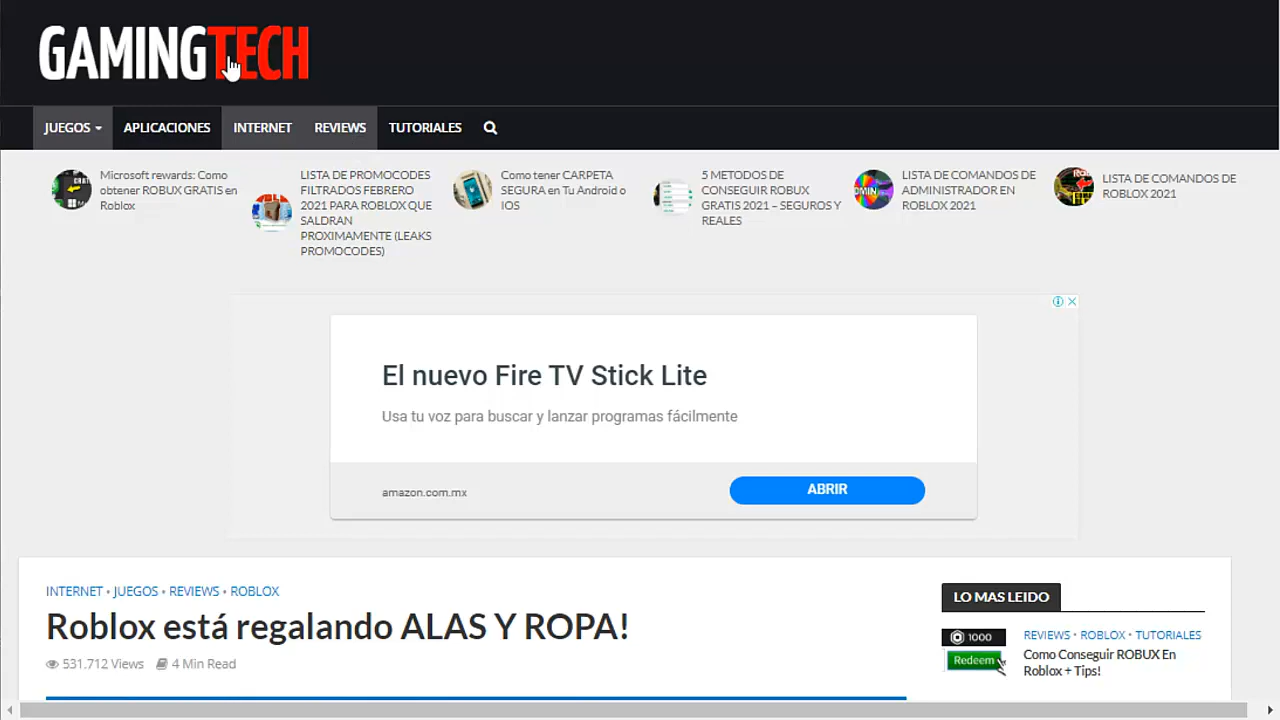 GAMINGTECH
JUEGOS
APLICACIONES
INTERNET
REVIEWS
TUTORIALES
Microsoft rewards: Como
obtener ROBUX GRATIS en
Roblox
LISTA DE PROMOCODES
FILTRADOS FEBRERO
2021 PARA ROBLOX QUE
SALDRAN
PROXIMAMENTE (LEAKS
PROMOCODES)
Como tener CARPETA
SEGURA en Tu Android o
IOS
5 METODOS DE
CONSEGUIR ROBUX
GRATIS 2021 – SEGUROS Y
REALES
LISTA DE COMANDOS DE
ADMINISTRADOR EN
ROBLOX 2021
LISTA DE COMANDOS DE
ROBLOX 2021
El nuevo Fire TV Stick Lite
Usa tu voz para buscar y lanzar programas fácilmente
amazon.com.mx
ABRIR
INTERNET • JUEGOS • REVIEWS • ROBLOX
Roblox está regalando ALAS Y ROPA!
531.712 Views
4 Min Read
LO MAS LEIDO
1000
Redeem
REVIEWS • ROBLOX • TUTORIALES
Como Conseguir ROBUX En
Roblox + Tips!